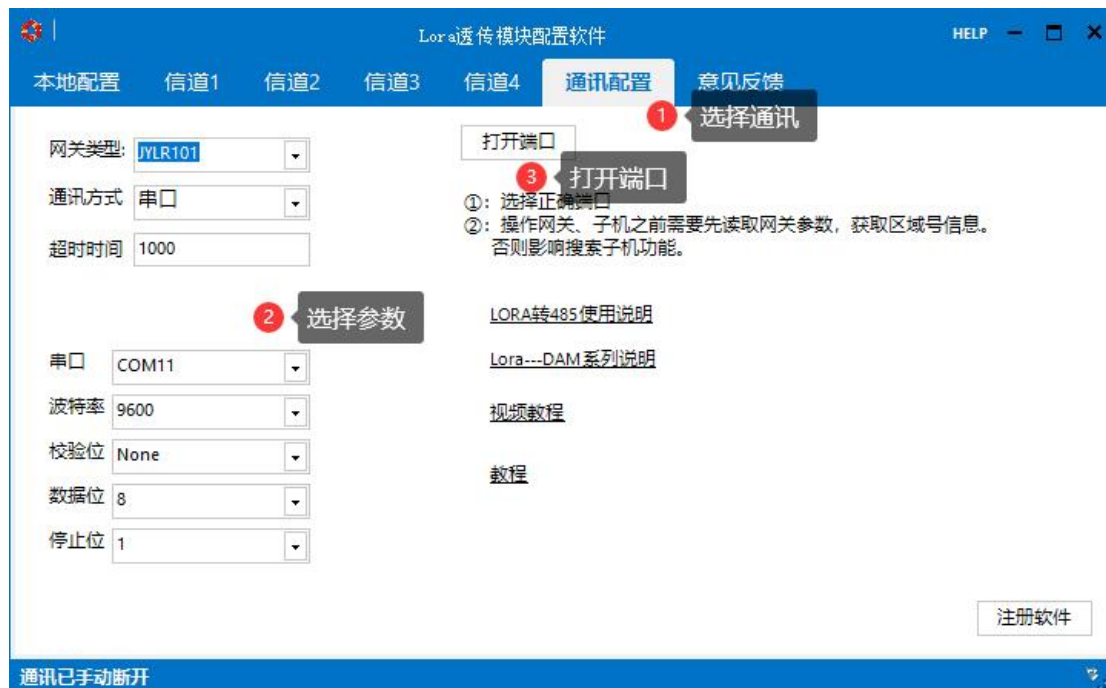 Lora透传模块配置软件
HELP
本地配置 信道1 信道2 信道3 信道4 通讯配置 意见反馈
1 选择通讯
网关类型: JYLR101
打开端口
3 打开端口
通讯方式 串口
①：选择正确端口
②：操作网关、子机之前需要先读取网关参数，获取区域号信息。
否则影响搜索子机功能。
超时时间 1000
2 选择参数
LORA转485使用说明
串口 COM11
Lora---DAM系列说明
波特率 9600
视频教程
校验位 None
教程
数据位 8
停止位 1
注册软件
通讯已手动断开